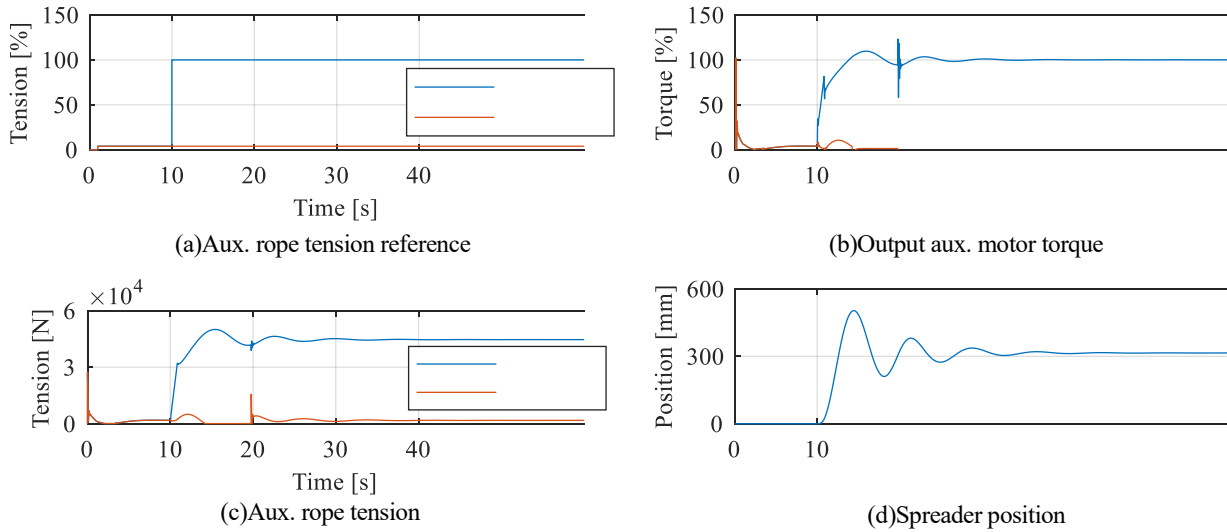 150
100
50
0
Tension [%]
0
10
20
30
40
Time [s]
(a)Aux. rope tension reference
150
100
50
0
Torque [%]
0
10
(b)Output aux. motor torque
×10⁴
6
3
0
Tension [N]
0
10
20
30
40
Time [s]
(c)Aux. rope tension
600
300
0
Position [mm]
0
10
(d)Spreader position